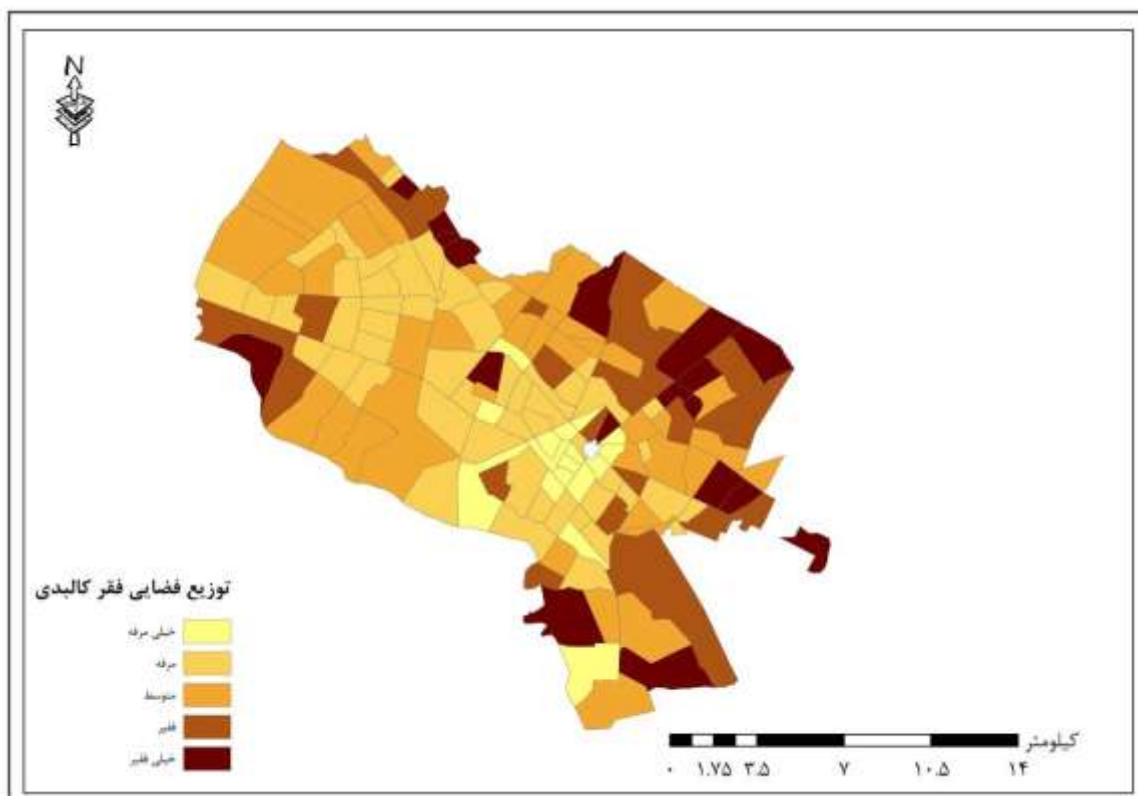 N
توزیع فضایی فقر کالبدی
خیلی مرفه
مرفه
متوسط
فقیر
خیلی فقیر
کیلومتر
۰ ۱.۷۵ ۳.۵ ۷ ۱۰.۵ ۱۴